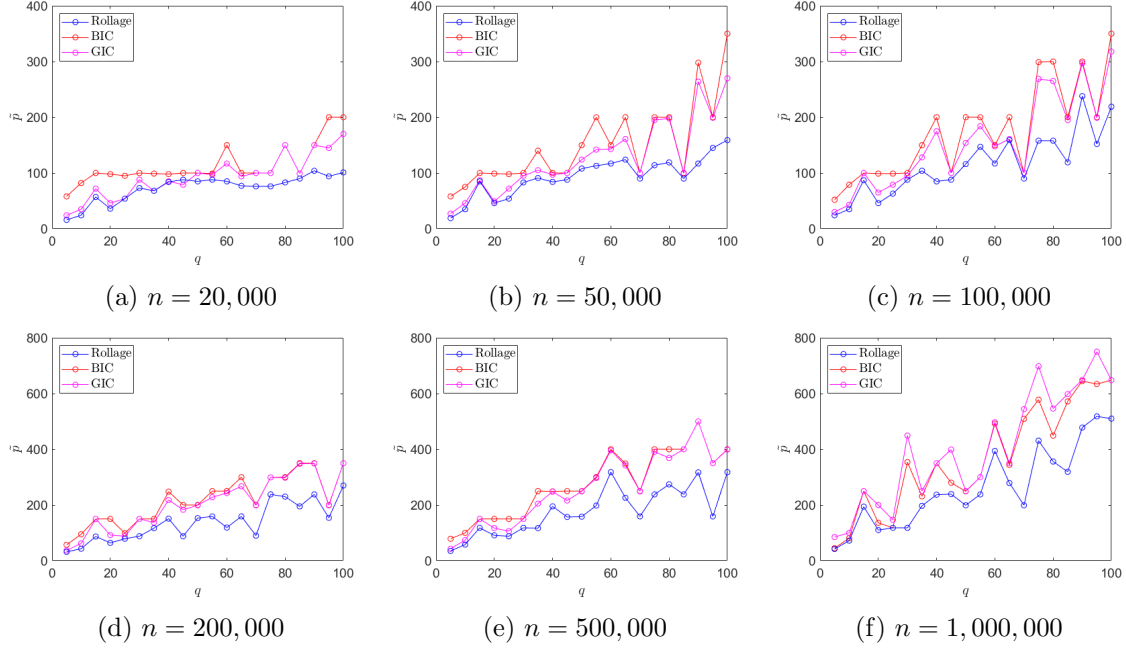 400
300
200
100
0
p̃
Rollage
BIC
GIC
0 20 40 60 80 100
q
(a) n = 20,000
400
300
200
100
0
p̃
Rollage
BIC
GIC
0 20 40 60 80 100
q
(b) n = 50,000
400
300
200
100
0
p̃
Rollage
BIC
GIC
0 20 40 60 80 100
q
(c) n = 100,000
800
600
400
200
0
p̃
Rollage
BIC
GIC
0 20 40 60 80 100
q
(d) n = 200,000
800
600
400
200
0
p̃
Rollage
BIC
GIC
0 20 40 60 80 100
q
(e) n = 500,000
800
600
400
200
0
p̃
Rollage
BIC
GIC
0 20 40 60 80 100
q
(f) n = 1,000,000